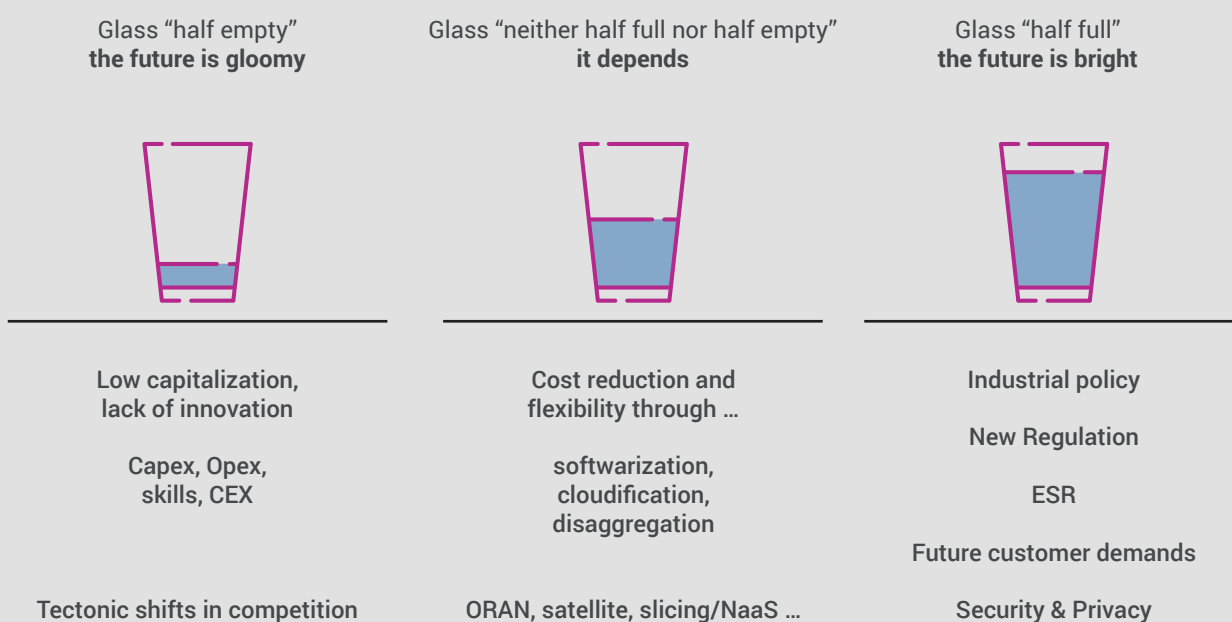 Glass “half empty”
the future is gloomy
Low capitalization,
lack of innovation
Capex, Opex,
skills, CEX
Tectonic shifts in competition
Glass “neither half full nor half empty”
it depends
Cost reduction and
flexibility through ...
softwarization,
cloudification,
disaggregation
ORAN, satellite, slicing/NaaS ...
Glass “half full”
the future is bright
Industrial policy
New Regulation
ESR
Future customer demands
Security & Privacy